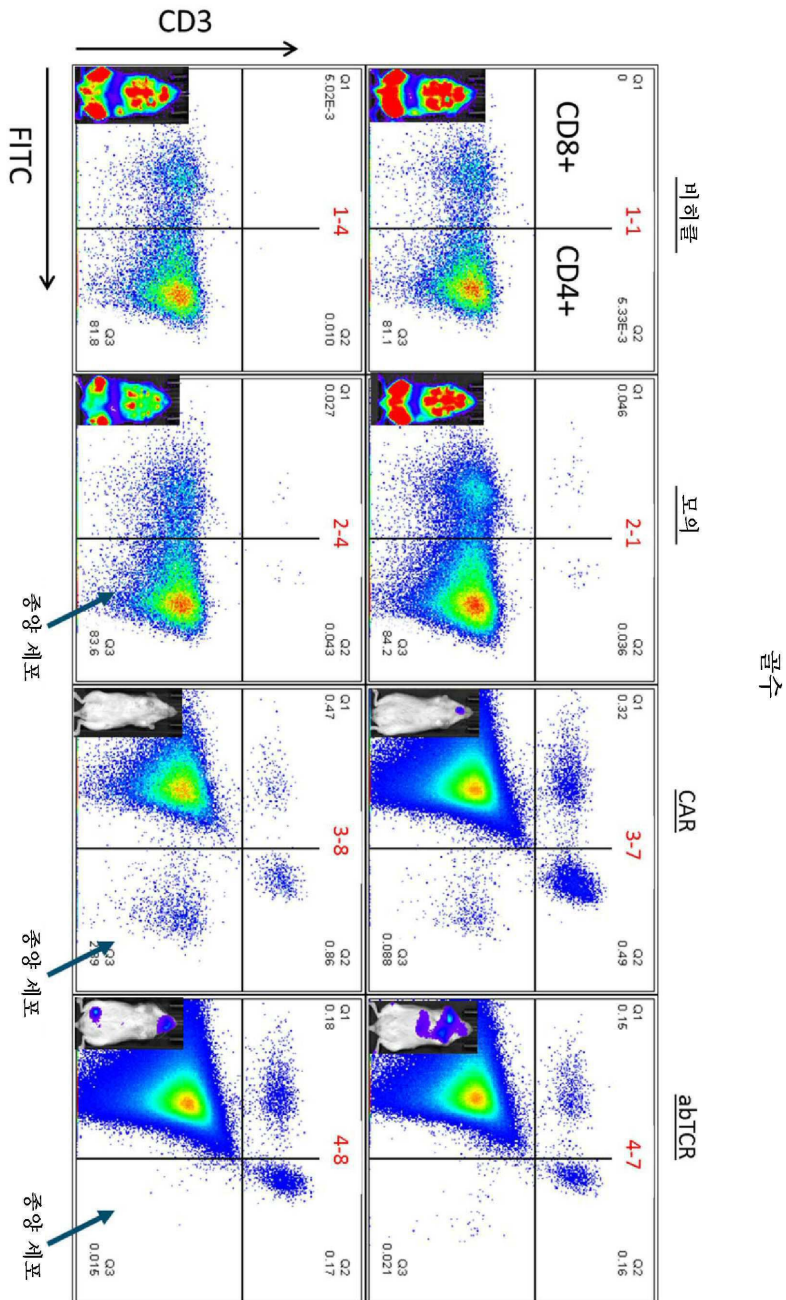 골수
비히클
모의
CAR
abTCR
Q1
0
1-1
Q2
6.33E-3
CD8+
CD4+
Q3
81.1
Q1
0.046
2-1
Q2
0.036
Q3
84.2
Q1
0.32
3-7
Q2
0.49
Q3
0.088
Q1
0.15
4-7
Q2
0.16
Q3
0.021
Q1
5.02E-3
1-4
Q2
0.010
Q3
81.8
Q1
0.027
2-4
Q2
0.043
Q3
83.6
Q1
0.47
3-8
Q2
0.86
Q3
Q1
0.18
4-8
Q2
0.17
Q3
0.015
CD3
FITC
종양 세포
종양 세포
종양 세포